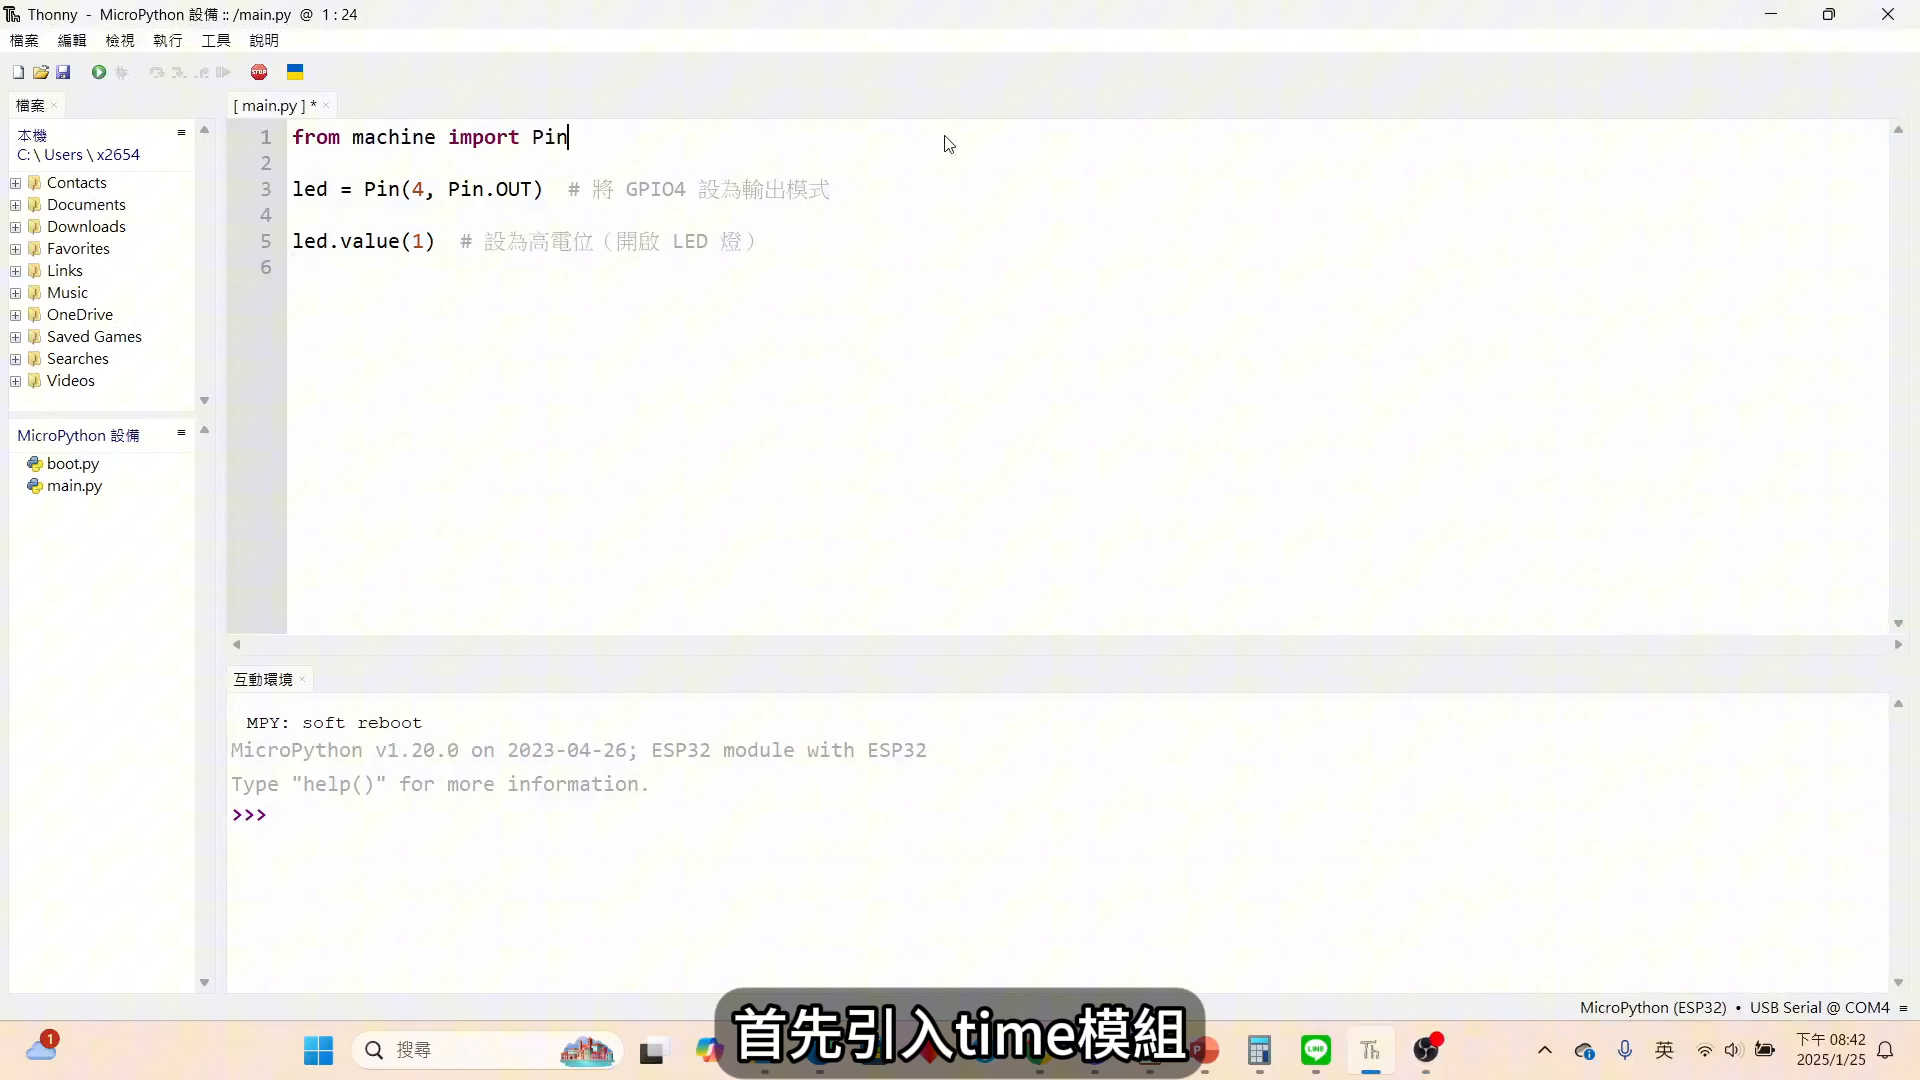 Thonny - MicroPython 設備 :: /main.py @ 1 : 24
檔案 編輯 檢視 執行 工具 說明
STOP
檔案
[ main.py ] *
本機
C: \ Users \ x2654
Contacts
Documents
Downloads
Favorites
Links
Music
OneDrive
Saved Games
Searches
Videos
MicroPython 設備
boot.py
main.py
1 from machine import Pin
2
3 led = Pin(4, Pin.OUT)  # 將 GPIO4 設為輸出模式
4
5 led.value(1)  # 設為高電位（開啟 LED 燈）
6
互動環境
MPY: soft reboot
MicroPython v1.20.0 on 2023-04-26; ESP32 module with ESP32
Type "help()" for more information.
>>>
MicroPython (ESP32) • USB Serial @ COM4
首先引入time模組
1
搜尋
P
LINE
Th
英
下午 08:42
2025/1/25